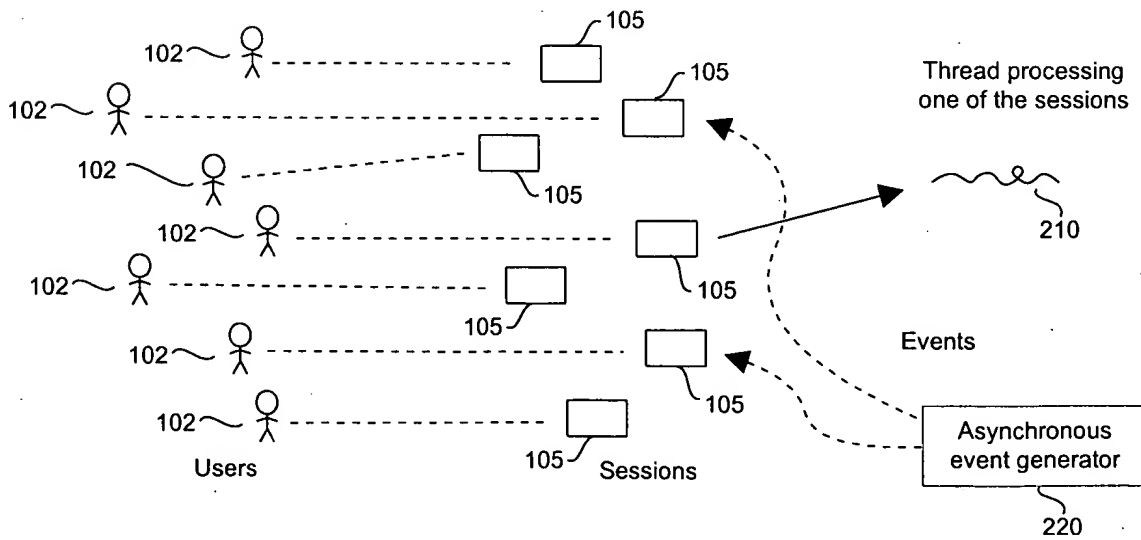 105
102
105
Thread processing
one of the sessions
102
102
105
210
102
105
102
105
Events
102
105
Asynchronous
event generator
102
105
Users
Sessions
220